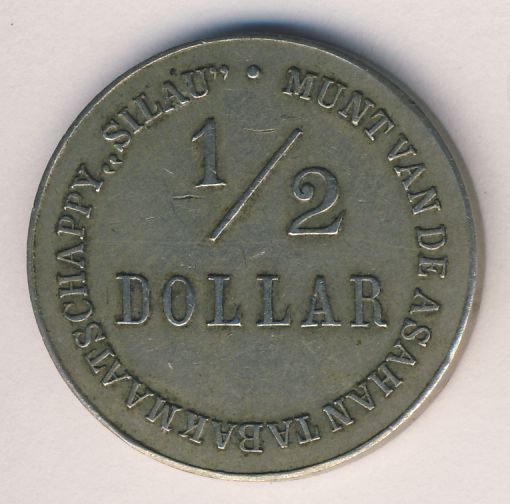 MUNT VAN DE ASAHAN TABAKMAATSCHAPPY „SILAU” •
1/2
DOLLAR